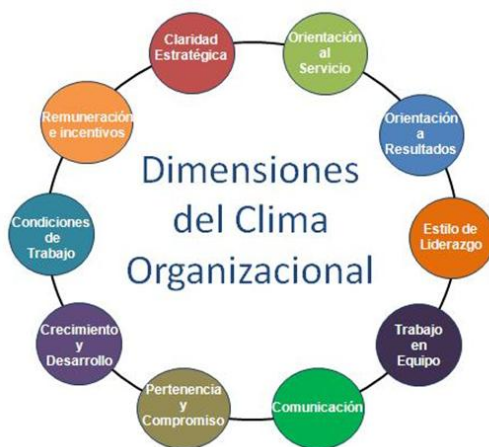 Claridad
Estratégica
Orientación
al
Servicio
Orientación
a
Resultados
Estilo de
Liderazgo
Trabajo
en
Equipo
Comunicación
Pertenencia
y
Compromiso
Crecimiento
y
Desarrollo
Condiciones
de
Trabajo
Remuneración
e incentivos
Dimensiones
del Clima
Organizacional